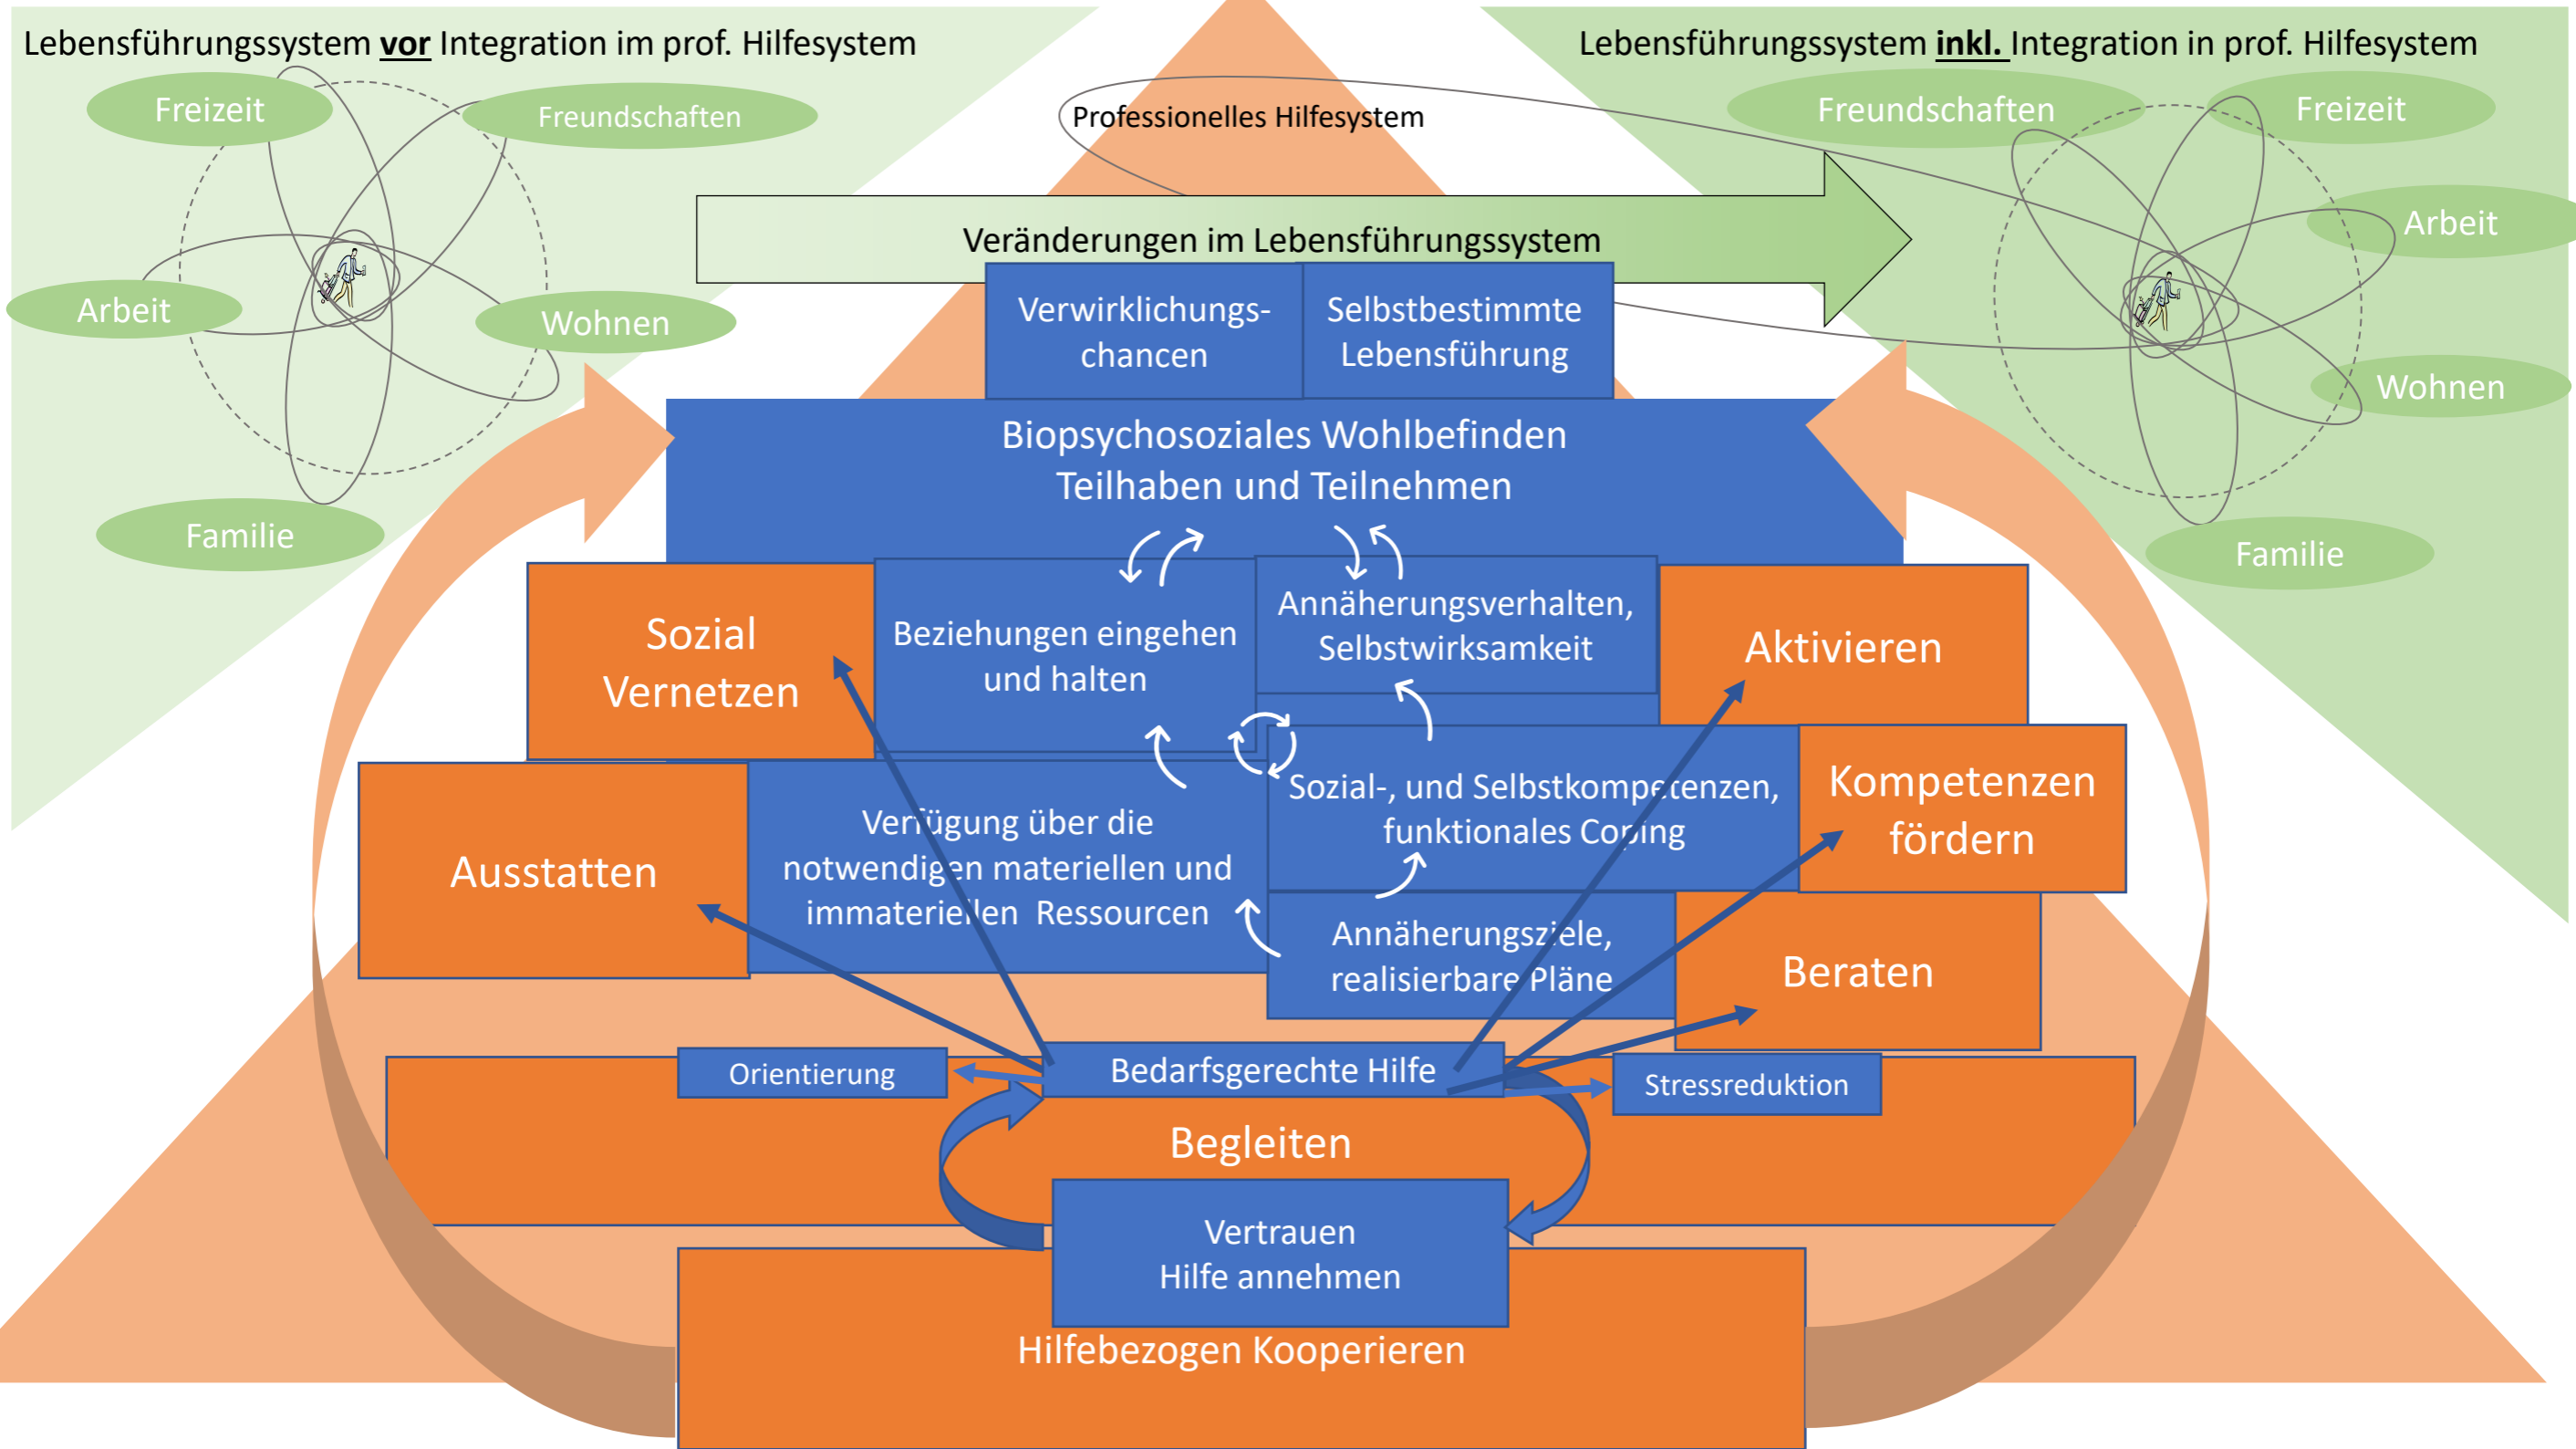 Lebensführungssystem vor Integration im prof. Hilfesystem
Lebensführungssystem inkl. Integration in prof. Hilfesystem
Freizeit
Freundschaften
Arbeit
Wohnen
Familie
Professionelles Hilfesystem
Freundschaften
Freizeit
Arbeit
Wohnen
Familie
Veränderungen im Lebensführungssystem
Verwirklichungs-
chancen
Selbstbestimmte
Lebensführung
Biopsychosoziales Wohlbefinden
Teilhaben und Teilnehmen
Sozial
Vernetzen
Beziehungen eingehen
und halten
Annäherungsverhalten,
Selbstwirksamkeit
Aktivieren
Ausstatten
Verfügung über die
notwendigen materiellen und
immateriellen Ressourcen
Sozial-, und Selbstkompetenzen,
funktionales Coping
Kompetenzen
fördern
Annäherungsziele,
realisierbare Pläne
Beraten
Orientierung
Bedarfsgerechte Hilfe
Stressreduktion
Begleiten
Vertrauen
Hilfe annehmen
Hilfebezogen Kooperieren